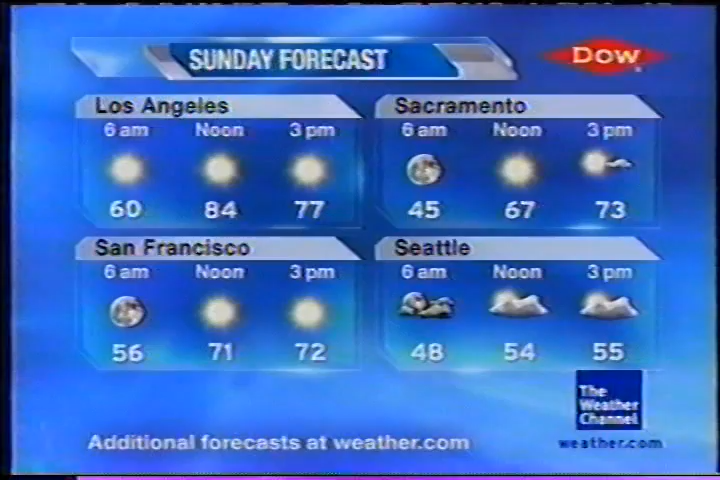 SUNDAY FORECAST
Dow
Los Angeles
6 am Noon 3 pm
60 84 77
Sacramento
6 am Noon 3 pm
45 67 73
San Francisco
6 am Noon 3 pm
56 71 72
Seattle
6 am Noon 3 pm
48 54 55
The
Weather
Channel
weather.com
Additional forecasts at weather.com